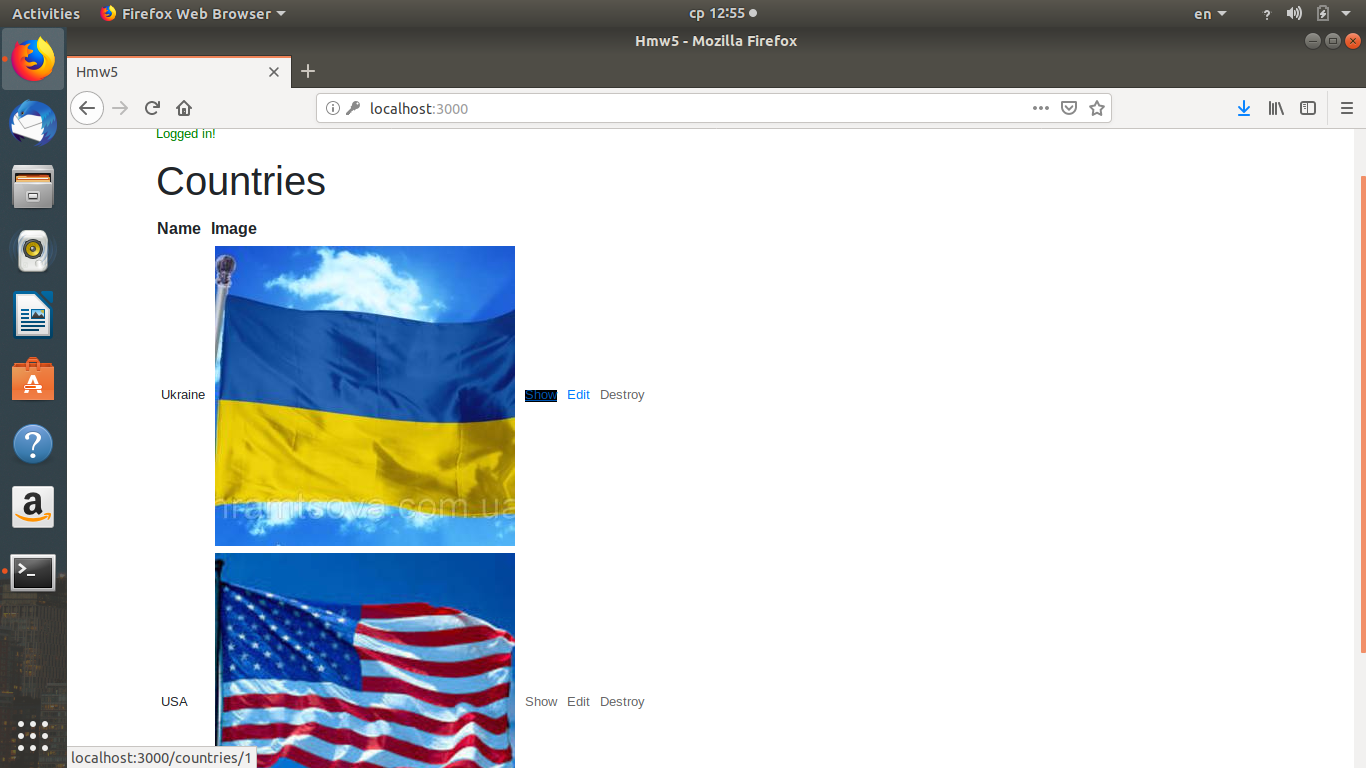 Activities Firefox Web Browser ср 12:55 en ?
Hmw5 - Mozilla Firefox
Hmw5
localhost:3000
Logged in!
Countries
Name Image
Ukraine Show Edit Destroy
hramtsova.com.ua
USA Show Edit Destroy
localhost:3000/countries/1